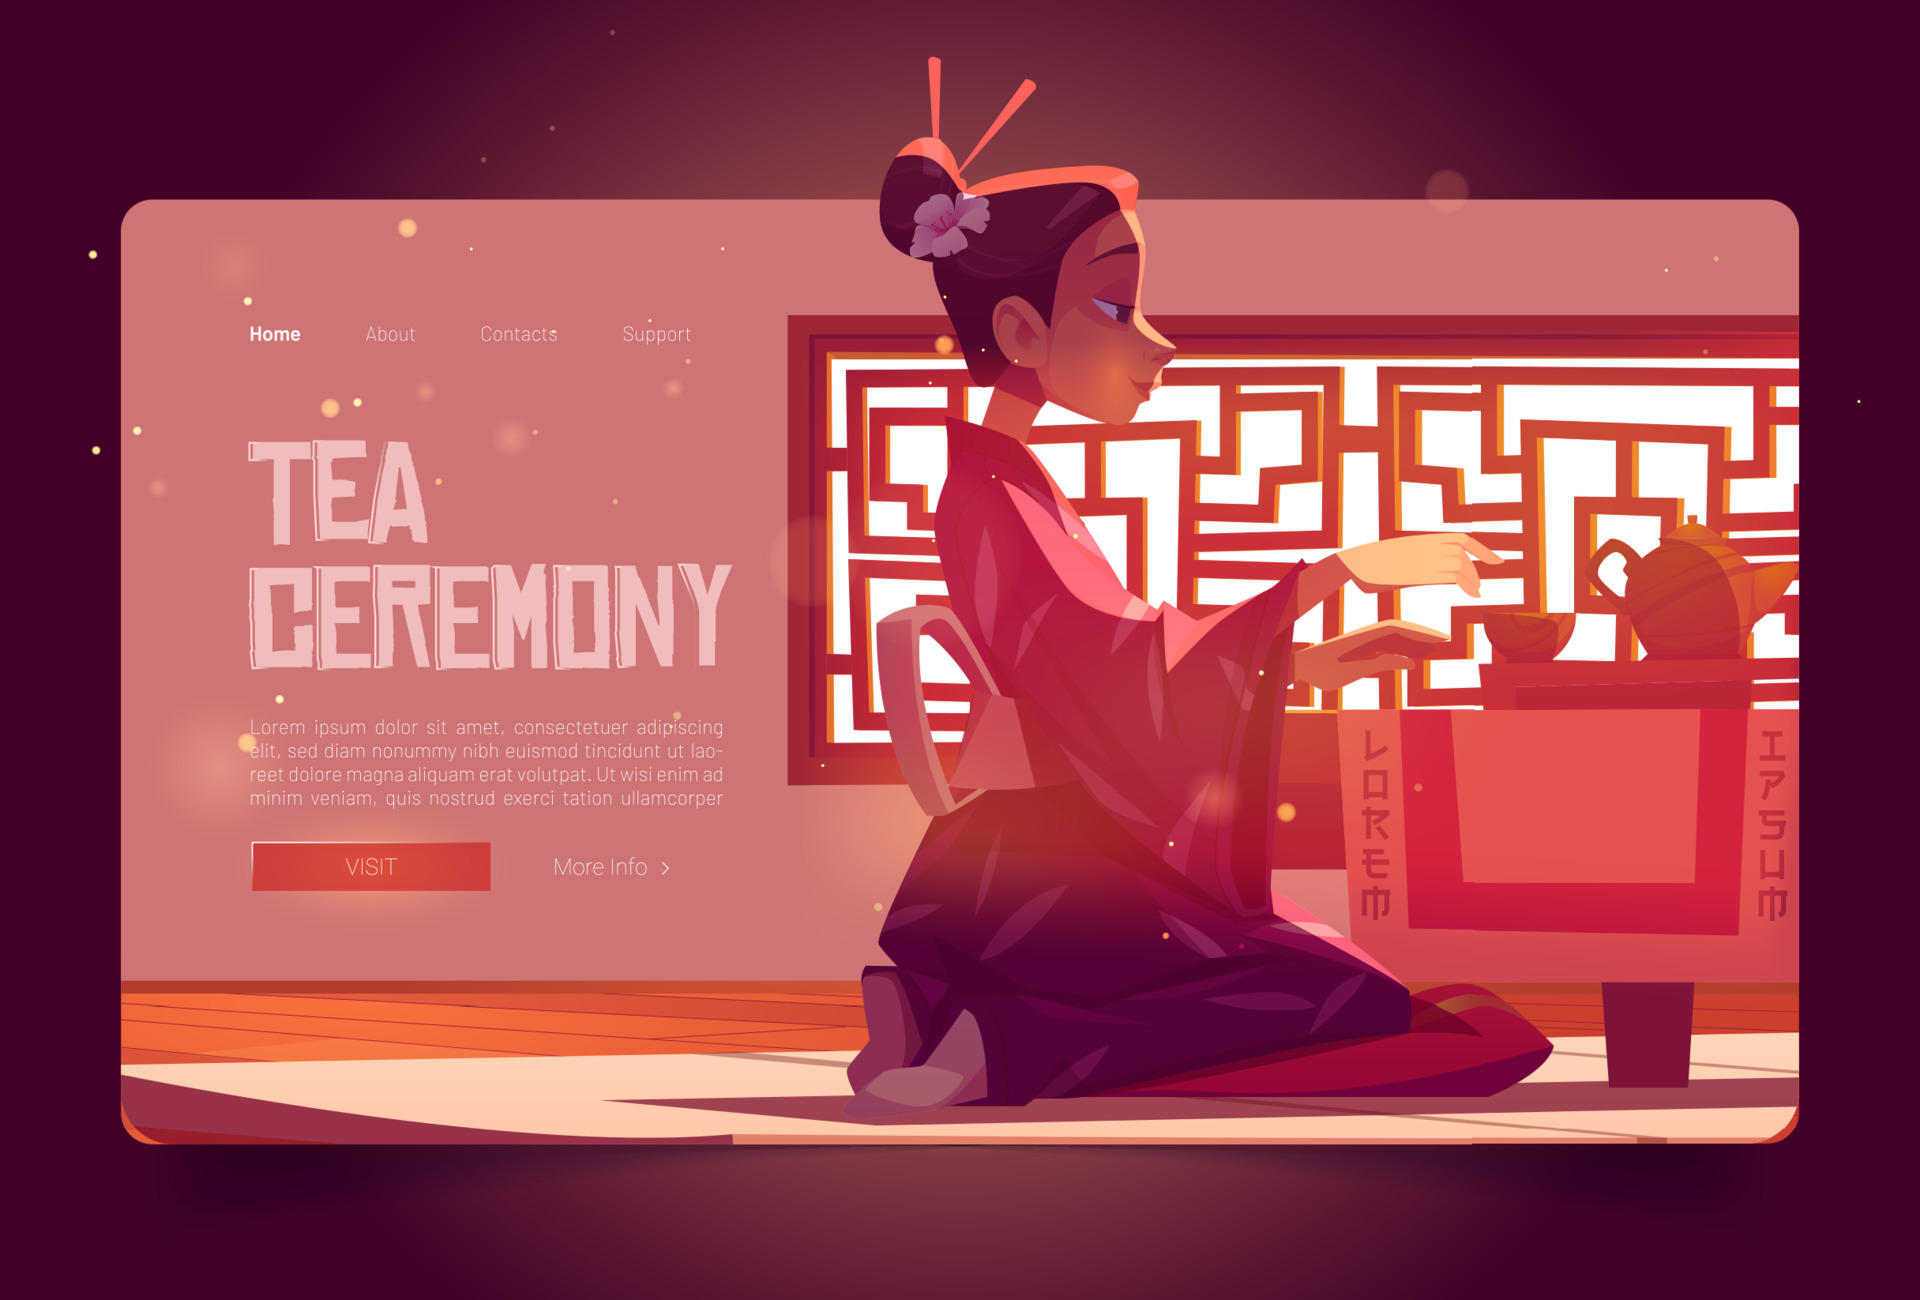 Home About Contacts Support
TEA
CEREMONY
Lorem ipsum dolor sit amet, consectetuer adipiscing
elit, sed diam nonummy nibh euismod tincidunt ut lao-
reet dolore magna aliquam erat volutpat. Ut wisi enim ad
minim veniam, quis nostrud exerci tation ullamcorper
VISIT More Info >
LOREM
IPSUM